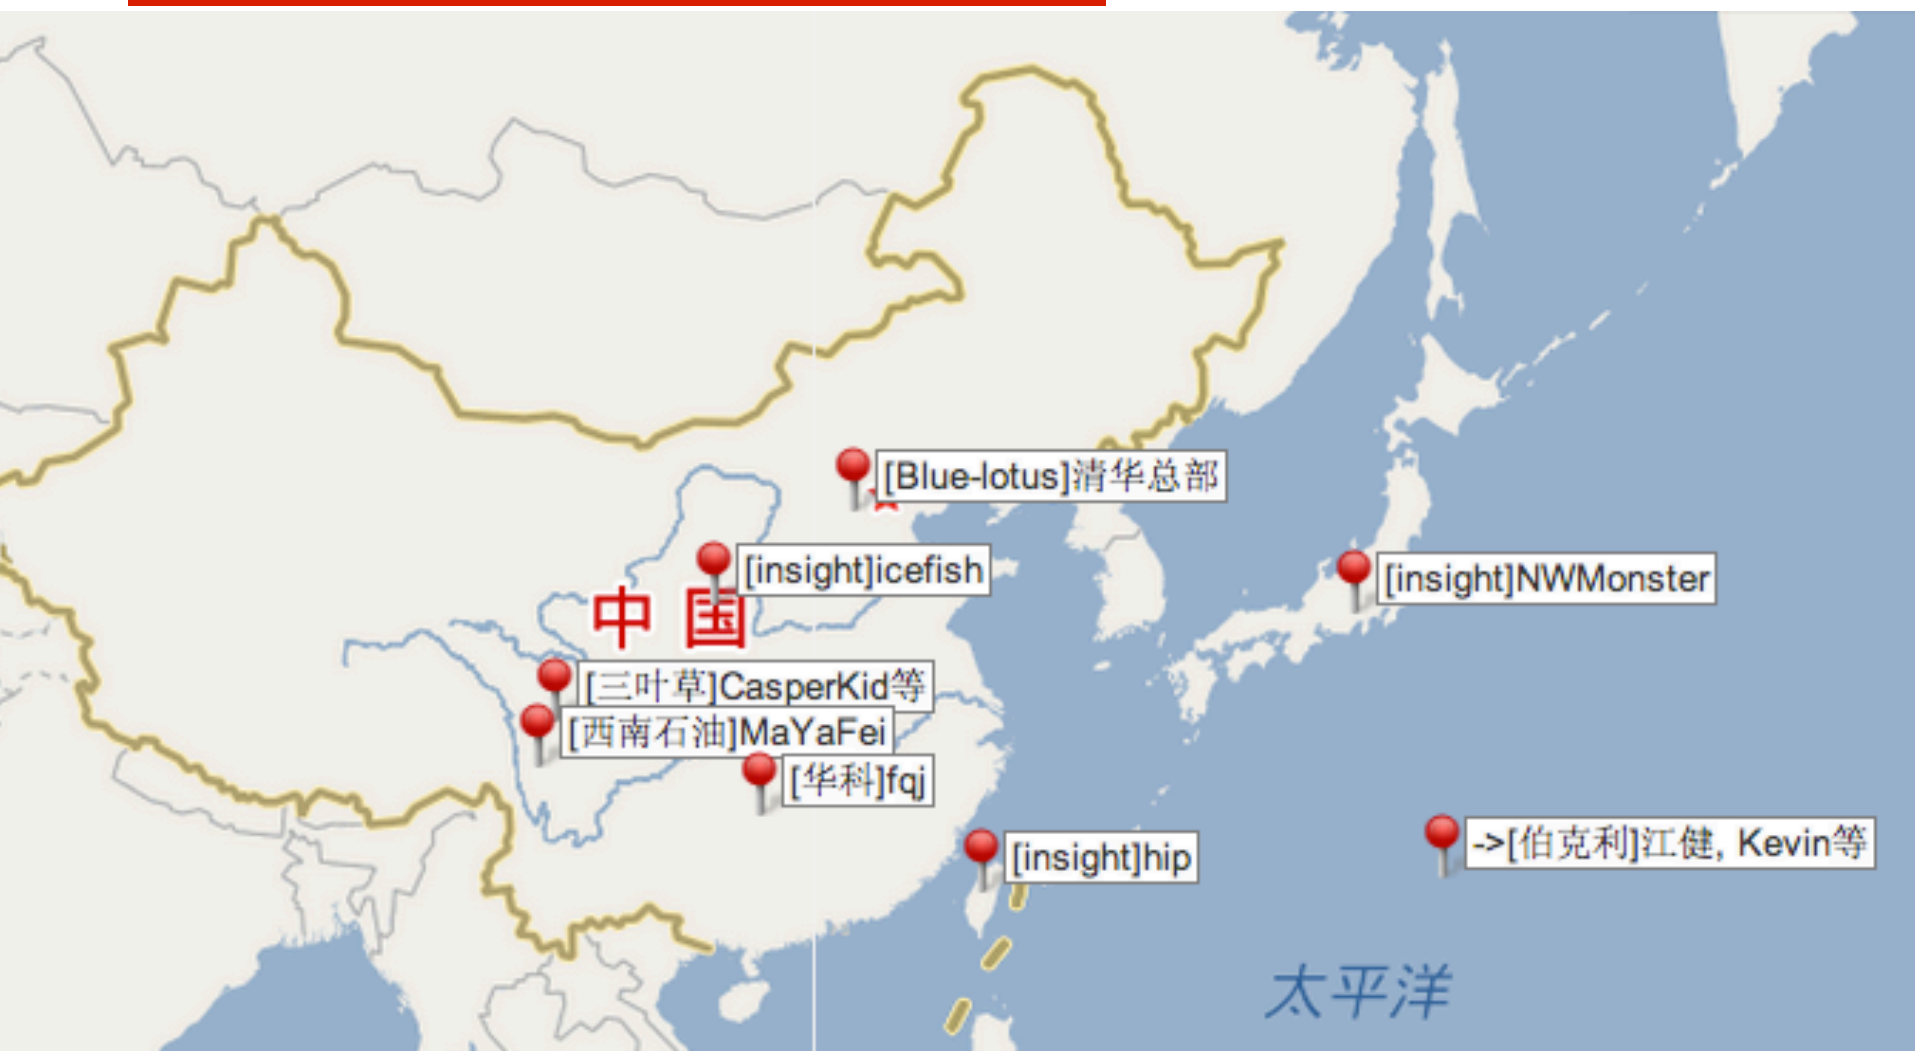 [Blue-lotus]清华总部
[insight]icefish
[insight]NWMonster
中国
[三叶草]CasperKid等
[西南石油]MaYaFei
[华科]fqj
[insight]hip
->[伯克利]江健, Kevin等
太平洋